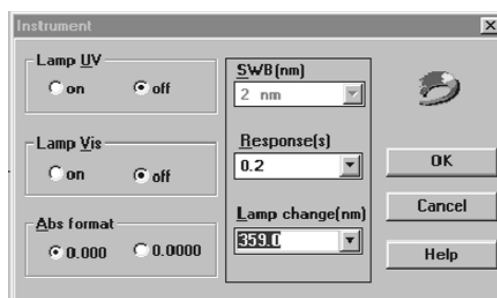 Instrument
Lamp UV
on off
SWB(nm)
2 nm
Lamp Vis
on off
Response(s)
0.2
OK
Abs format
0.000 0.0000
Lamp change(nm)
359.0
Cancel
Help